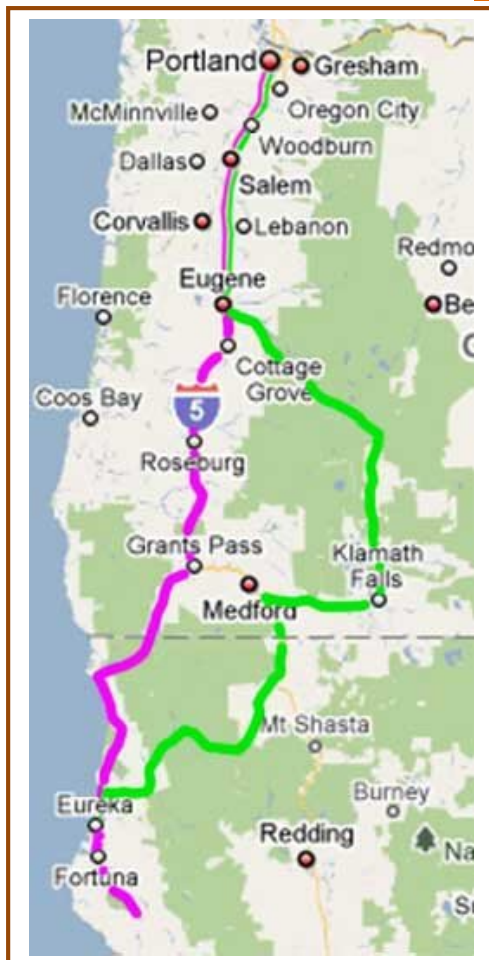 Portland
Gresham
Oregon City
McMinnville
Woodburn
Dallas
Salem
Corvallis
Lebanon
Redmo
Eugene
Florence
Be
Cottage
Grove
Coos Bay
5
Roseburg
Grants Pass
Klamath
Falls
Medford
Mt Shasta
Burney
Eureka
Redding
Na
Fortuna